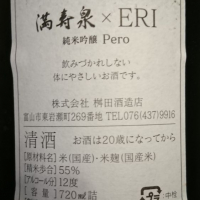 満寿泉×ERI
純米吟醸 Pero
飲みづかれしない
体にやさしいお酒です。
株式会社 桝田酒造店
富山市東岩瀬町269番地 TEL076(437)9916
清酒 お酒は20歳になってから
[原材料名] 米(国産)・米麹(国産米)
[精米歩合] 55%
[アルコール分] 12度
[容量] 720㎖詰